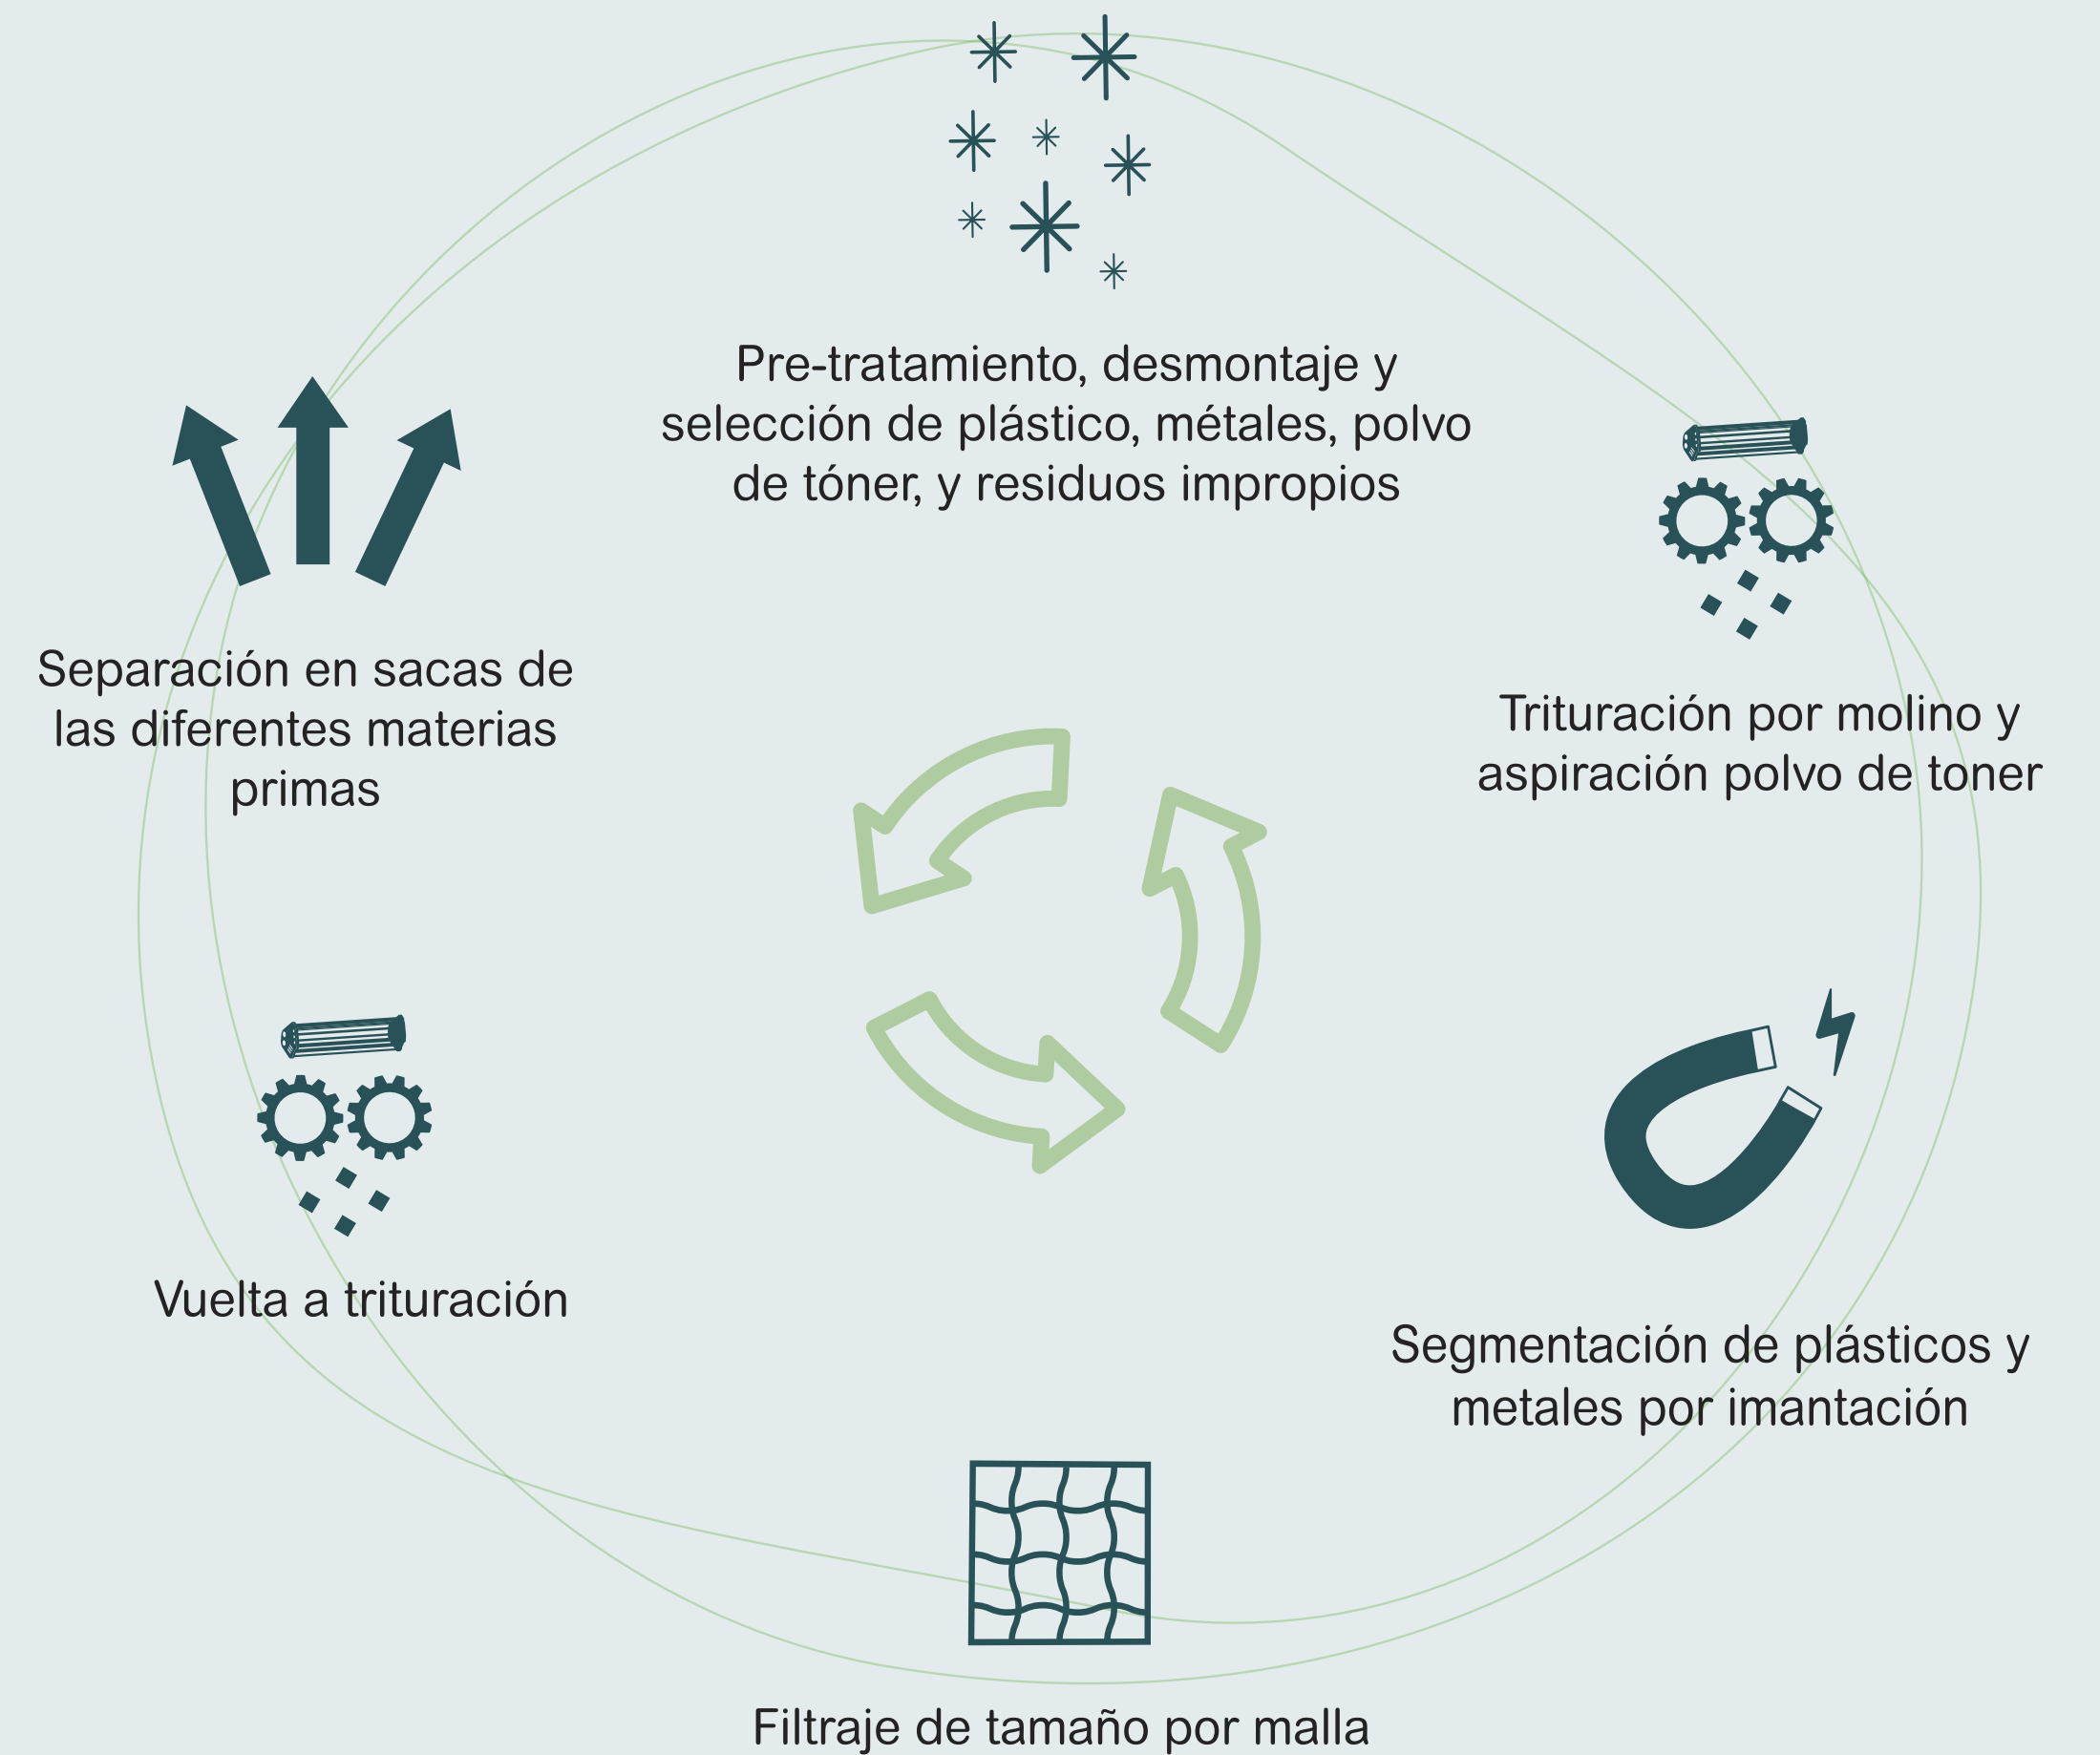 Pre-tratamiento, desmontaje y
selección de plástico, métales, polvo
de tóner, y residuos impropios
Separación en sacas de
las diferentes materias
primas
Trituración por molino y
aspiración polvo de toner
Vuelta a trituración
Segmentación de plásticos y
metales por imantación
Filtraje de tamaño por malla